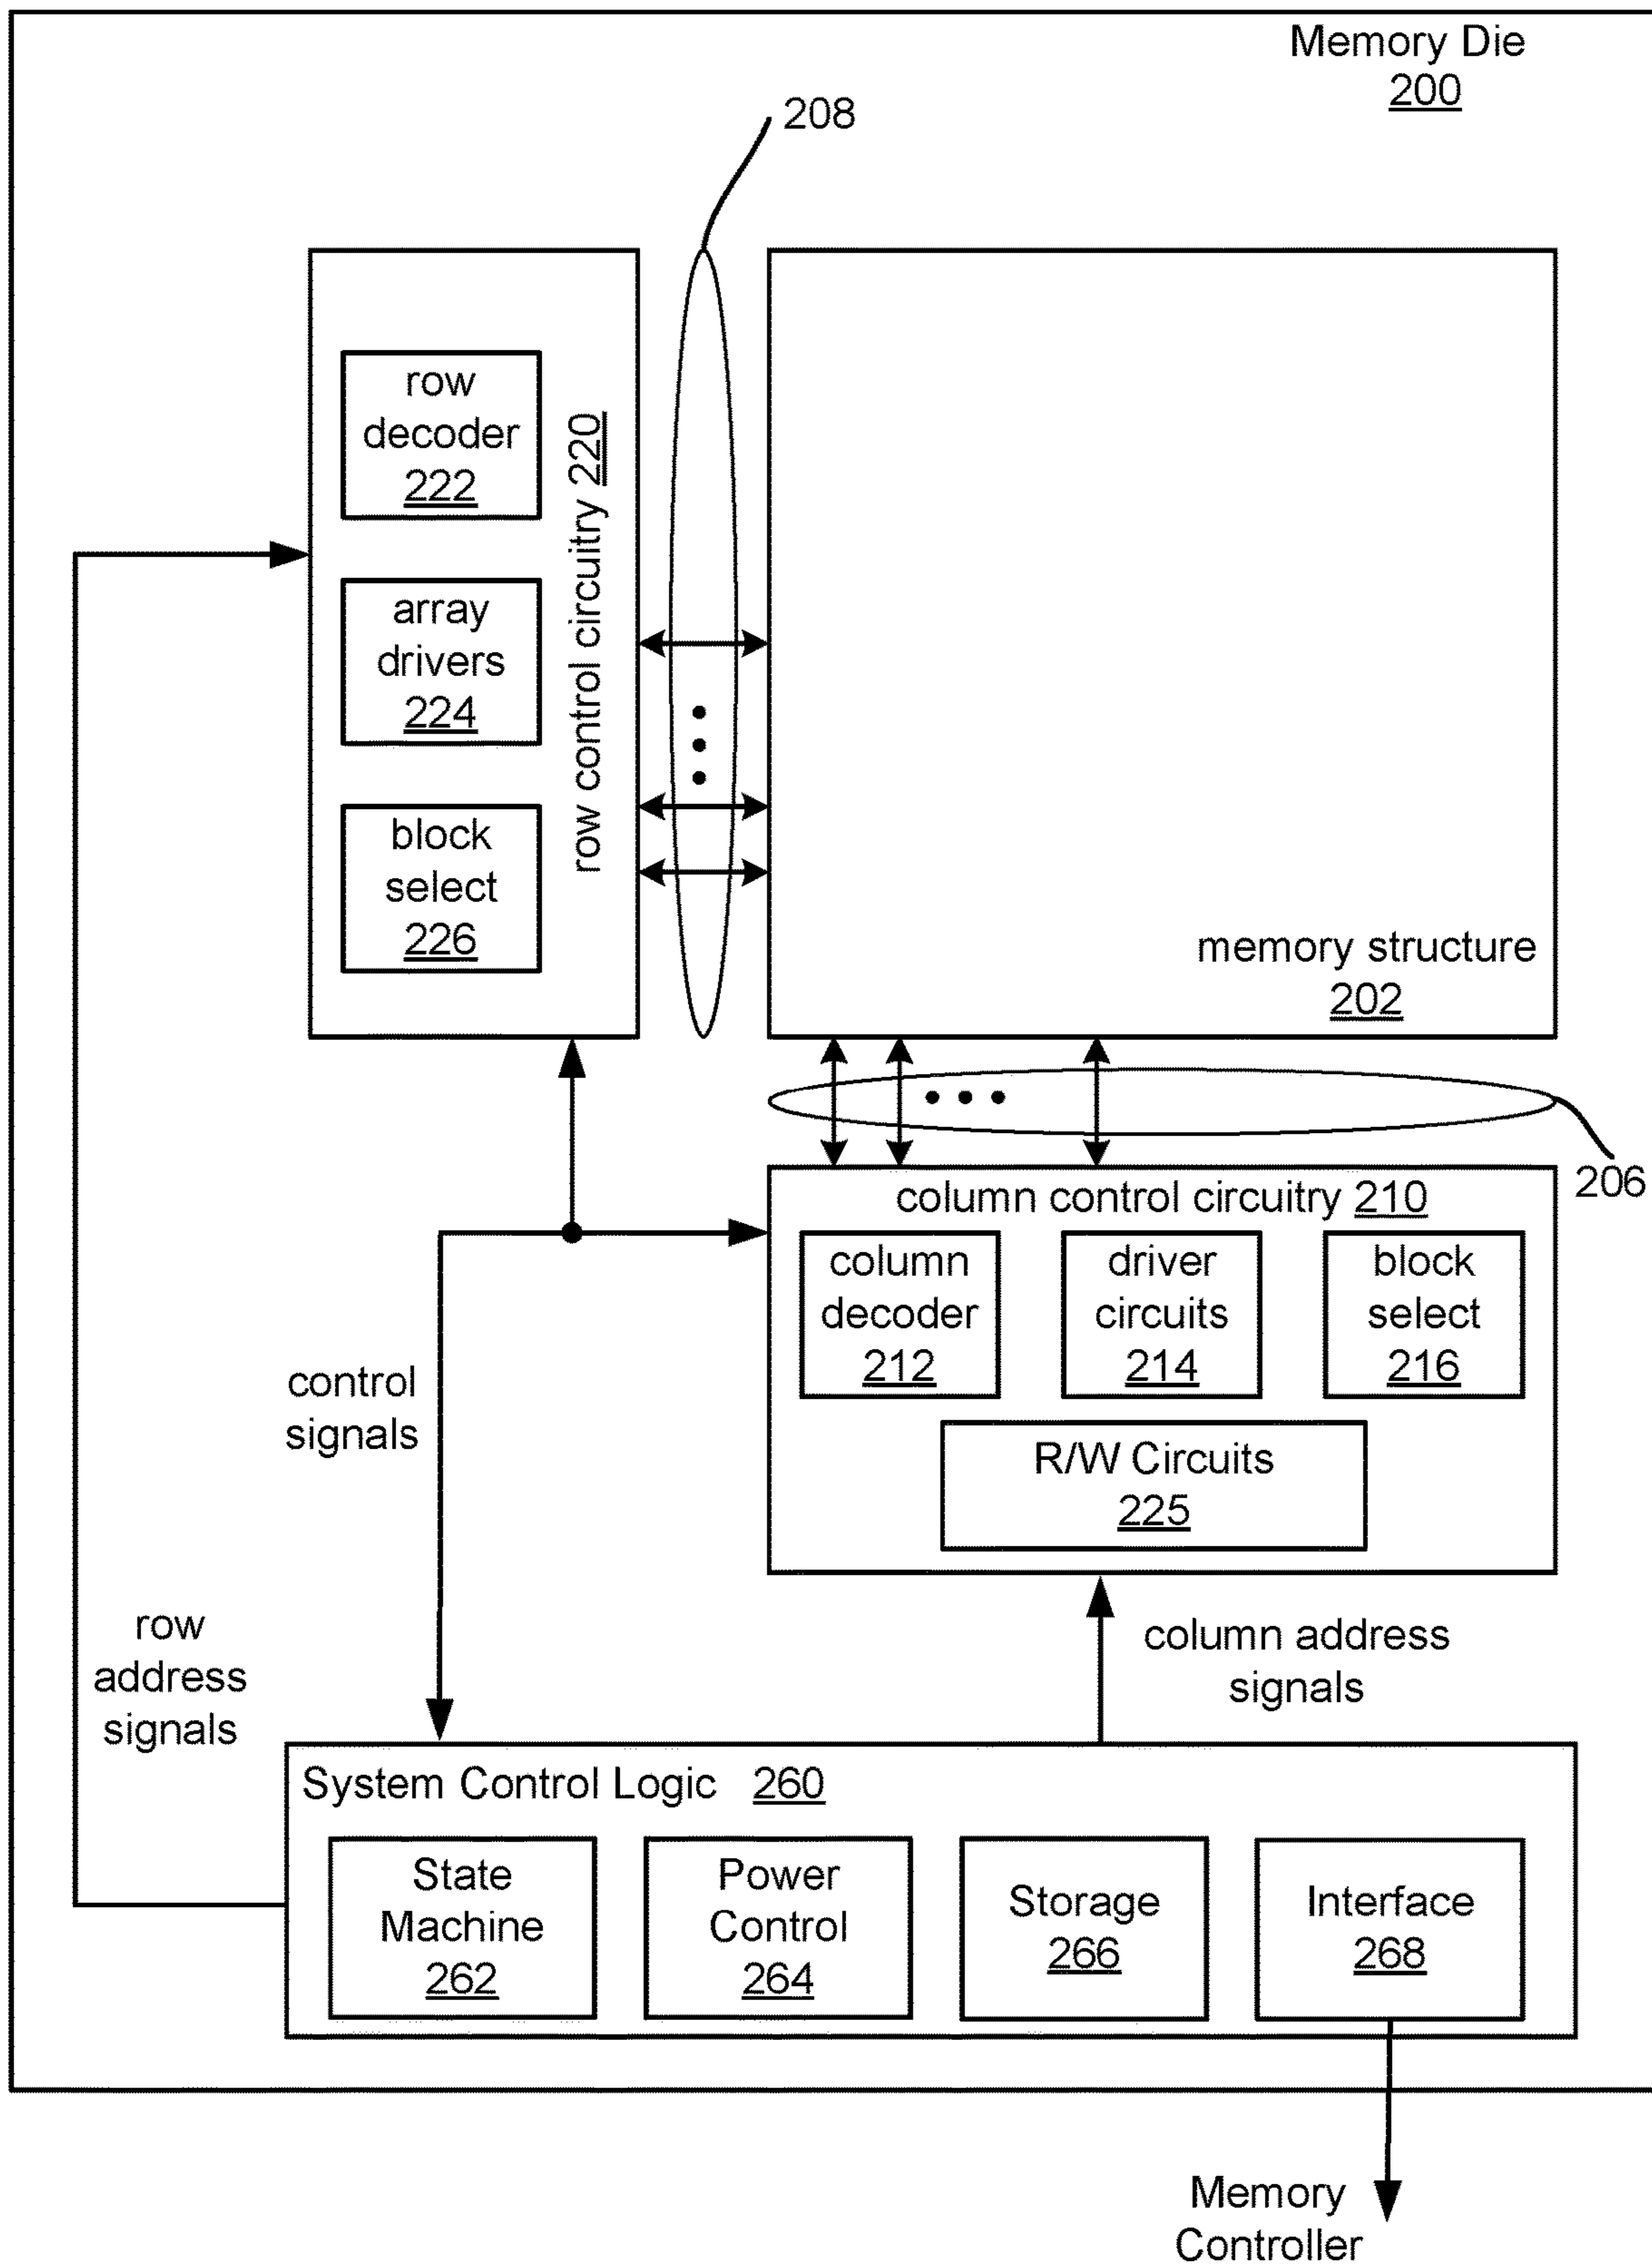 Memory Die
200
208
row
decoder
222
array
drivers
224
block
select
226
row control circuitry 220
memory structure
202
206
column control circuitry 210
column
decoder
212
driver
circuits
214
block
select
216
R/W Circuits
225
control
signals
row
address
signals
column address
signals
System Control Logic 260
State
Machine
262
Power
Control
264
Storage
266
Interface
268
Memory
Controller